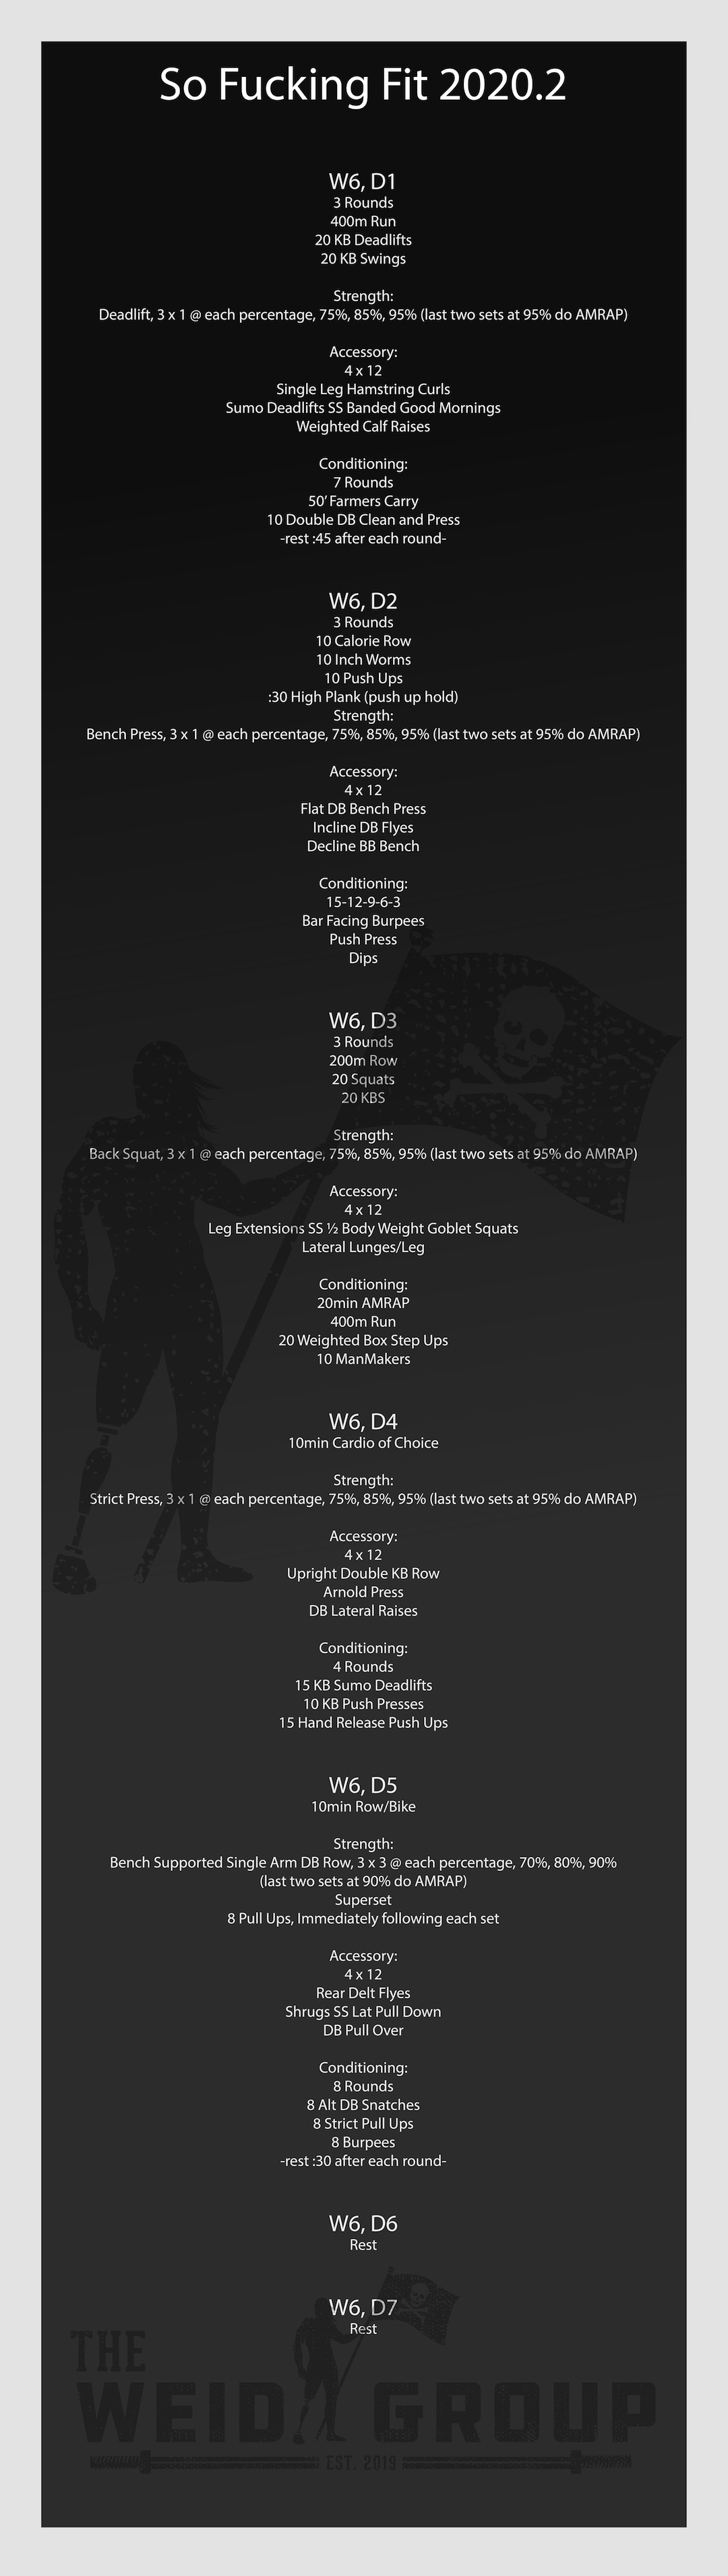 So Fucking Fit 2020.2
W6, D1
3 Rounds
400m Run
20 KB Deadlifts
20 KB Swings
Strength:
Deadlift, 3 x 1 @ each percentage, 75%, 85%, 95% (last two sets at 95% do AMRAP)
Accessory:
4 x 12
Single Leg Hamstring Curls
Sumo Deadlifts SS Banded Good Mornings
Weighted Calf Raises
Conditioning:
7 Rounds
50’ Farmers Carry
10 Double DB Clean and Press
-rest :45 after each round-
W6, D2
3 Rounds
10 Calorie Row
10 Inch Worms
10 Push Ups
:30 High Plank (push up hold)
Strength:
Bench Press, 3 x 1 @ each percentage, 75%, 85%, 95% (last two sets at 95% do AMRAP)
Accessory:
4 x 12
Flat DB Bench Press
Incline DB Flyes
Decline BB Bench
Conditioning:
15-12-9-6-3
Bar Facing Burpees
Push Press
Dips
W6, D3
3 Rounds
200m Row
20 Squats
20 KBS
Strength:
Back Squat, 3 x 1 @ each percentage, 75%, 85%, 95% (last two sets at 95% do AMRAP)
Accessory:
4 x 12
Leg Extensions SS ½ Body Weight Goblet Squats
Lateral Lunges/Leg
Conditioning:
20min AMRAP
400m Run
20 Weighted Box Step Ups
10 ManMakers
W6, D4
10min Cardio of Choice
Strength:
Strict Press, 3 x 1 @ each percentage, 75%, 85%, 95% (last two sets at 95% do AMRAP)
Accessory:
4 x 12
Upright Double KB Row
Arnold Press
DB Lateral Raises
Conditioning:
4 Rounds
15 KB Sumo Deadlifts
10 KB Push Presses
15 Hand Release Push Ups
W6, D5
10min Row/Bike
Strength:
Bench Supported Single Arm DB Row, 3 x 3 @ each percentage, 70%, 80%, 90%
(last two sets at 90% do AMRAP)
Superset
8 Pull Ups, Immediately following each set
Accessory:
4 x 12
Rear Delt Flyes
Shrugs SS Lat Pull Down
DB Pull Over
Conditioning:
8 Rounds
8 Alt DB Snatches
8 Strict Pull Ups
8 Burpees
-rest :30 after each round-
W6, D6
Rest
W6, D7
Rest
THE
WEID GROUP
EST. 2019